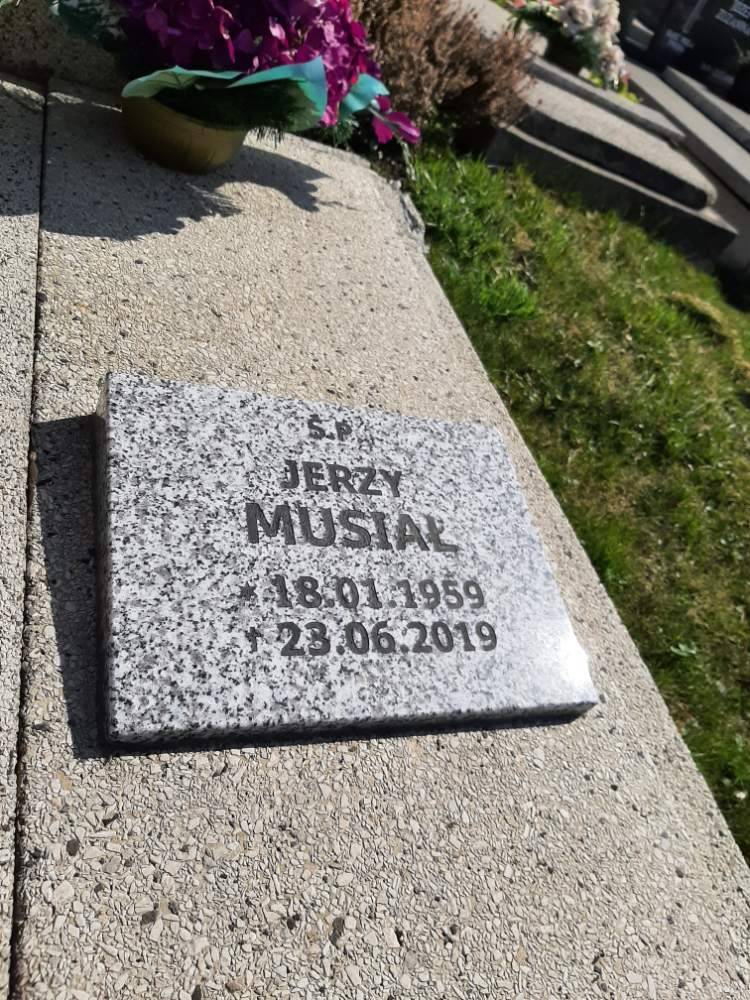 Ś.P.
JERZY
MUSIAŁ
* 18.01.1959
† 23.06.2019